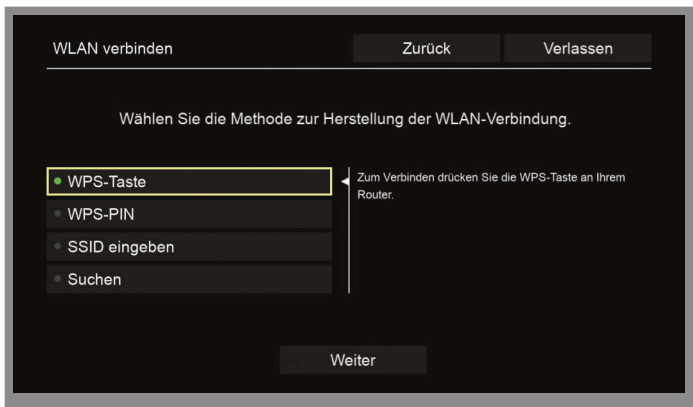 WLAN verbinden
Zurück
Verlassen
Wählen Sie die Methode zur Herstellung der WLAN-Verbindung.
WPS-Taste
Zum Verbinden drücken Sie die WPS-Taste an Ihrem
Router.
WPS-PIN
SSID eingeben
Suchen
Weiter